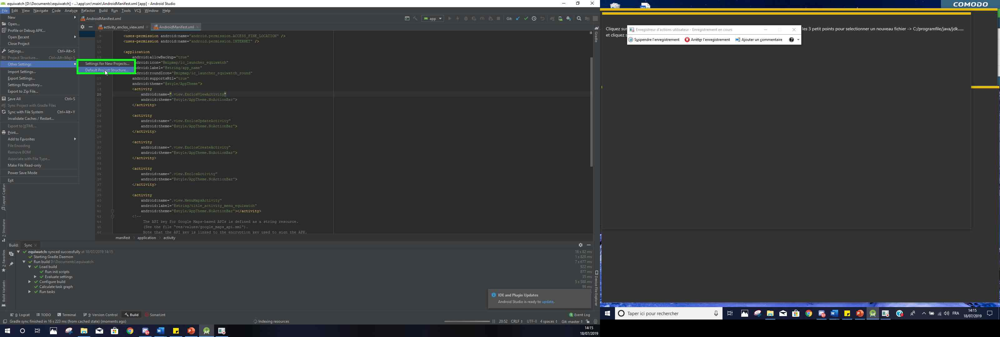 equiwatch [D:\Documents\equiwatch] - ...\app\src\main\AndroidManifest.xml [app] - Android Studio
File Edit View Navigate Code Analyze Refactor Build Run Tools VCS Window Help
AndroidManifest.xml
app
Git:
New
Open...
Profile or Debug APK...
Open Recent
Close Project
Settings... Ctrl+Alt+S
Project Structure... Ctrl+Alt+Maj+S
Other Settings
Import Settings...
Export Settings...
Settings Repository...
Export to Zip File...
Save All Ctrl+S
Sync Project with Gradle Files
Sync with File System Ctrl+Alt+Y
Invalidate Caches / Restart...
Export to HTML...
Print...
Add to Favorites
File Encoding
Remove BOM
Associate with File Type...
Make File Read-only
Power Save Mode
Exit
Settings for New Projects...
Default Project Structure...
activity_enclos_view.xml
AndroidManifest.xml
9 <uses-permission android:name="android.permission.ACCESS_FINE_LOCATION" />
10 <uses-permission android:name="android.permission.INTERNET" />
11
12 <application
13 android:allowBackup="true"
ndroid:icon="@mipmap/ic_launcher_equiwatch"
ndroid:label="@string/app_name"
ndroid:roundIcon="@mipmap/ic_launcher_equiwatch_round"
17 android:supportsRtl="true"
18 android:theme="@style/AppTheme">
19 <activity
20 android:name=".view.EnclosViewActivity"
21 android:theme="@style/AppTheme.NoActionBar">
22 </activity>
23
24 <activity
25 android:name=".view.EnclosUpdateActivity"
26 android:theme="@style/AppTheme.NoActionBar">
27 </activity>
28
29 <activity
30 android:name=".view.EnclosCreateActivity"
31 android:theme="@style/AppTheme.NoActionBar">
32 </activity>
33
34 <activity
35 android:name=".view.EnclosActivity"
36 android:theme="@style/AppTheme.NoActionBar">
37 </activity>
38
39 <activity
40 android:name=".view.MenuMapsActivity"
41 android:label="@string/title_activity_menu_equiwatch"
42 android:theme="@style/AppTheme.NoActionBar"></activity>
43 <!--
44 The API key for Google Maps-based APIs is defined as a string resource.
45 (See the file "res/values/google_maps_api.xml").
46 Note that the API key is linked to the encryption key used to sign the APK.
manifest application activity
Layout Captur
Z: Structure
2: Favorites
Build Variants
Gradle
Device File Explorer
Build: Sync
equiwatch: synced successfully at 18/07/2019 14:15 16 s 82 ms
Starting Gradle Daemon 1 s 828 ms
Run build D:\Documents\equiwatch 7 s 677 ms
Load build 922 ms
Run init scripts 877 ms
Evaluate settings 35 ms
Configure build 5 s 588 ms
Calculate task graph 99 ms
Run tasks
IDE and Plugin Updates
Android Studio is ready to update.
6: Logcat TODO Terminal 9: Version Control Build SonarLint
1 Event Log
Gradle sync finished in 16 s 223 ms (from cached state) (moments ago)
Indexing resources
20:52 CRLF UTF-8 4 spaces Git: master
14:15
18/07/2019
COMODO
Cliquez sur
les 3 petit points pour selectionner un nouveau fichier -> C:/programfile/java/jdk......
et cliquez s
Enregistreur d'actions utilisateur - Enregistrement en cours
Suspendre l'enregistrement Arrêter l'enregistrement Ajouter un commentaire
Taper ici pour rechercher
FRA
14:15
18/07/2019